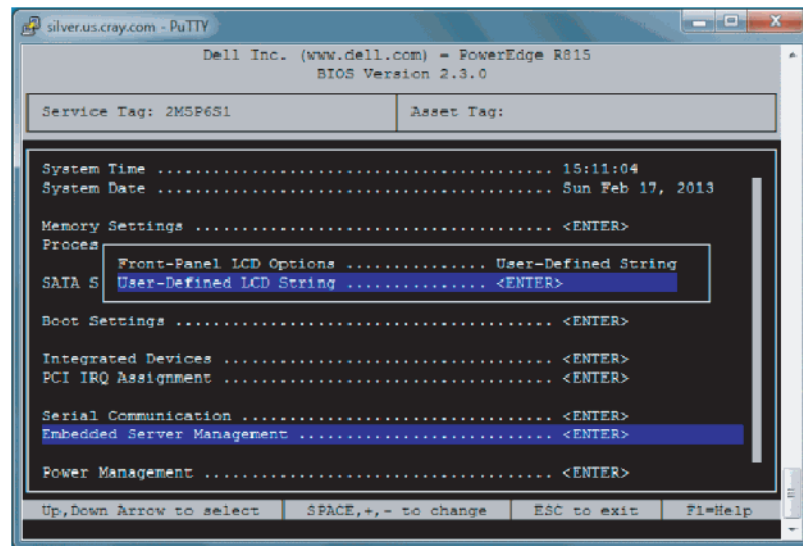 silver.us.cray.com - PuTTY
Dell Inc. (www.dell.com) - PowerEdge R815
BIOS Version 2.3.0
Service Tag: 2M5P6S1 Asset Tag:
System Time ............................................ 15:11:04
System Date ............................................ Sun Feb 17, 2013
Memory Settings ........................................ <ENTER>
Proces
Front-Panel LCD Options ............... User-Defined String
SATA S User-Defined LCD String ............... <ENTER>
Boot Settings .......................................... <ENTER>
Integrated Devices ..................................... <ENTER>
PCI IRQ Assignment ..................................... <ENTER>
Serial Communication ................................... <ENTER>
Embedded Server Management ............................. <ENTER>
Power Management ....................................... <ENTER>
Up,Down Arrow to select SPACE,+,- to change ESC to exit F1=Help